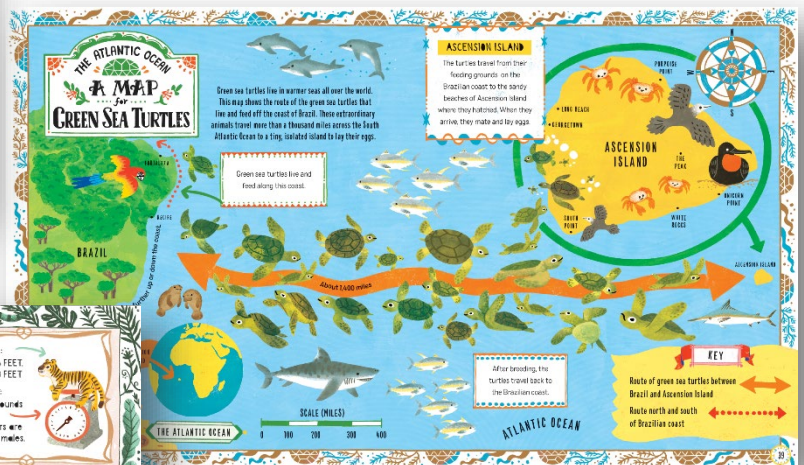 THE ATLANTIC OCEAN
A MAP
for
GREEN SEA TURTLES
Green sea turtles live in warmer seas all over the world.
This map shows the route of the green sea turtles that
live and feed off the coast of Brazil. These extraordinary
animals travel more than a thousand miles across the South
Atlantic Ocean to a tiny, isolated island to lay their eggs.
ASCENSION ISLAND
The turtles travel from their
feeding grounds on the
Brazilian coast to the sandy
beaches of Ascension Island
where they hatched. When they
arrive, they mate and lay eggs.
PORPOISE
POINT
N
W
E
S
LONG BEACH
GEORGETOWN
ASCENSION
ISLAND
THE
PEAK
UNICORN
POINT
SOUTH
POINT
WHITE
ROCKS
ASCENSION ISLAND
FORTALEZA
Green sea turtles live and
feed along this coast.
RECIFE
BRAZIL
further up or down the coast.
About 1,400 miles
FEET.
FEET
ounds
rs are
males.
THE ATLANTIC OCEAN
SCALE (MILES)
0 100 200 300 400
After breeding, the
turtles travel back to
the Brazilian coast.
ATLANTIC OCEAN
KEY
Route of green sea turtles between
Brazil and Ascension Island
Route north and south
of Brazilian coast
39